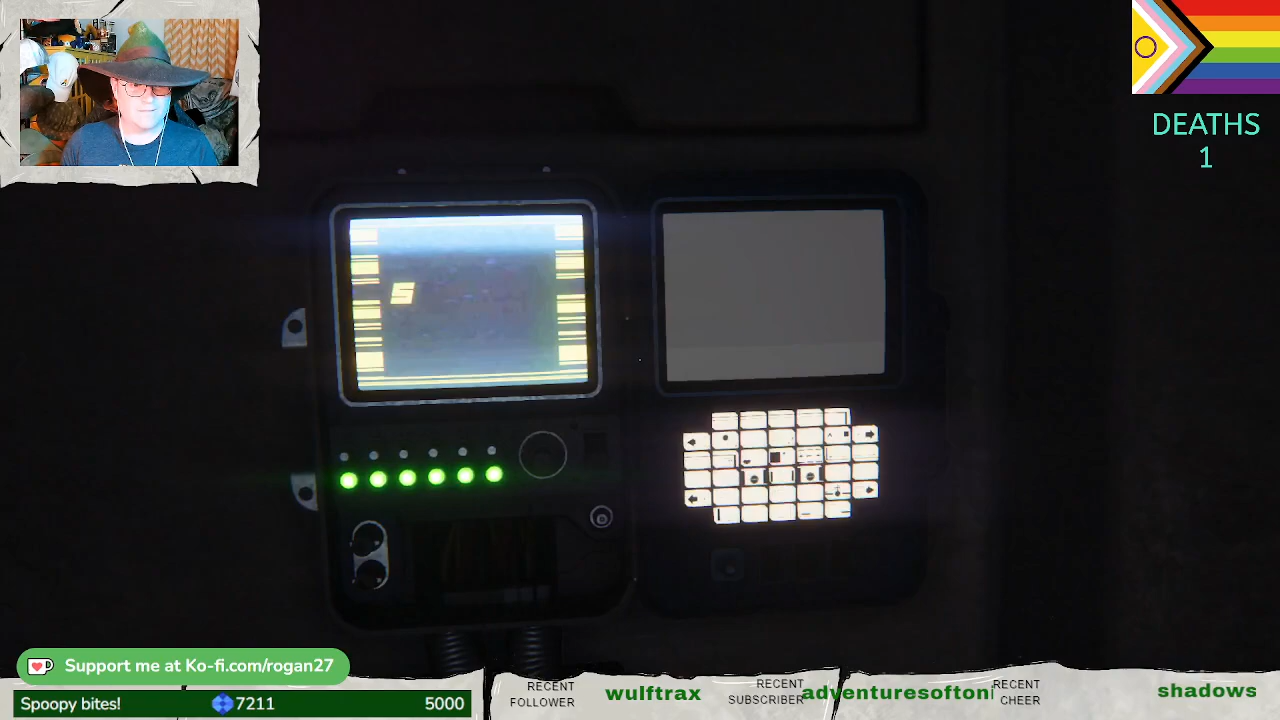 DEATHS
1
S
Support me at Ko-fi.com/rogan27
Spoopy bites! 7211 5000
RECENT FOLLOWER wulftrax
RECENT SUBSCRIBER adventuresoftoni
RECENT CHEER shadows